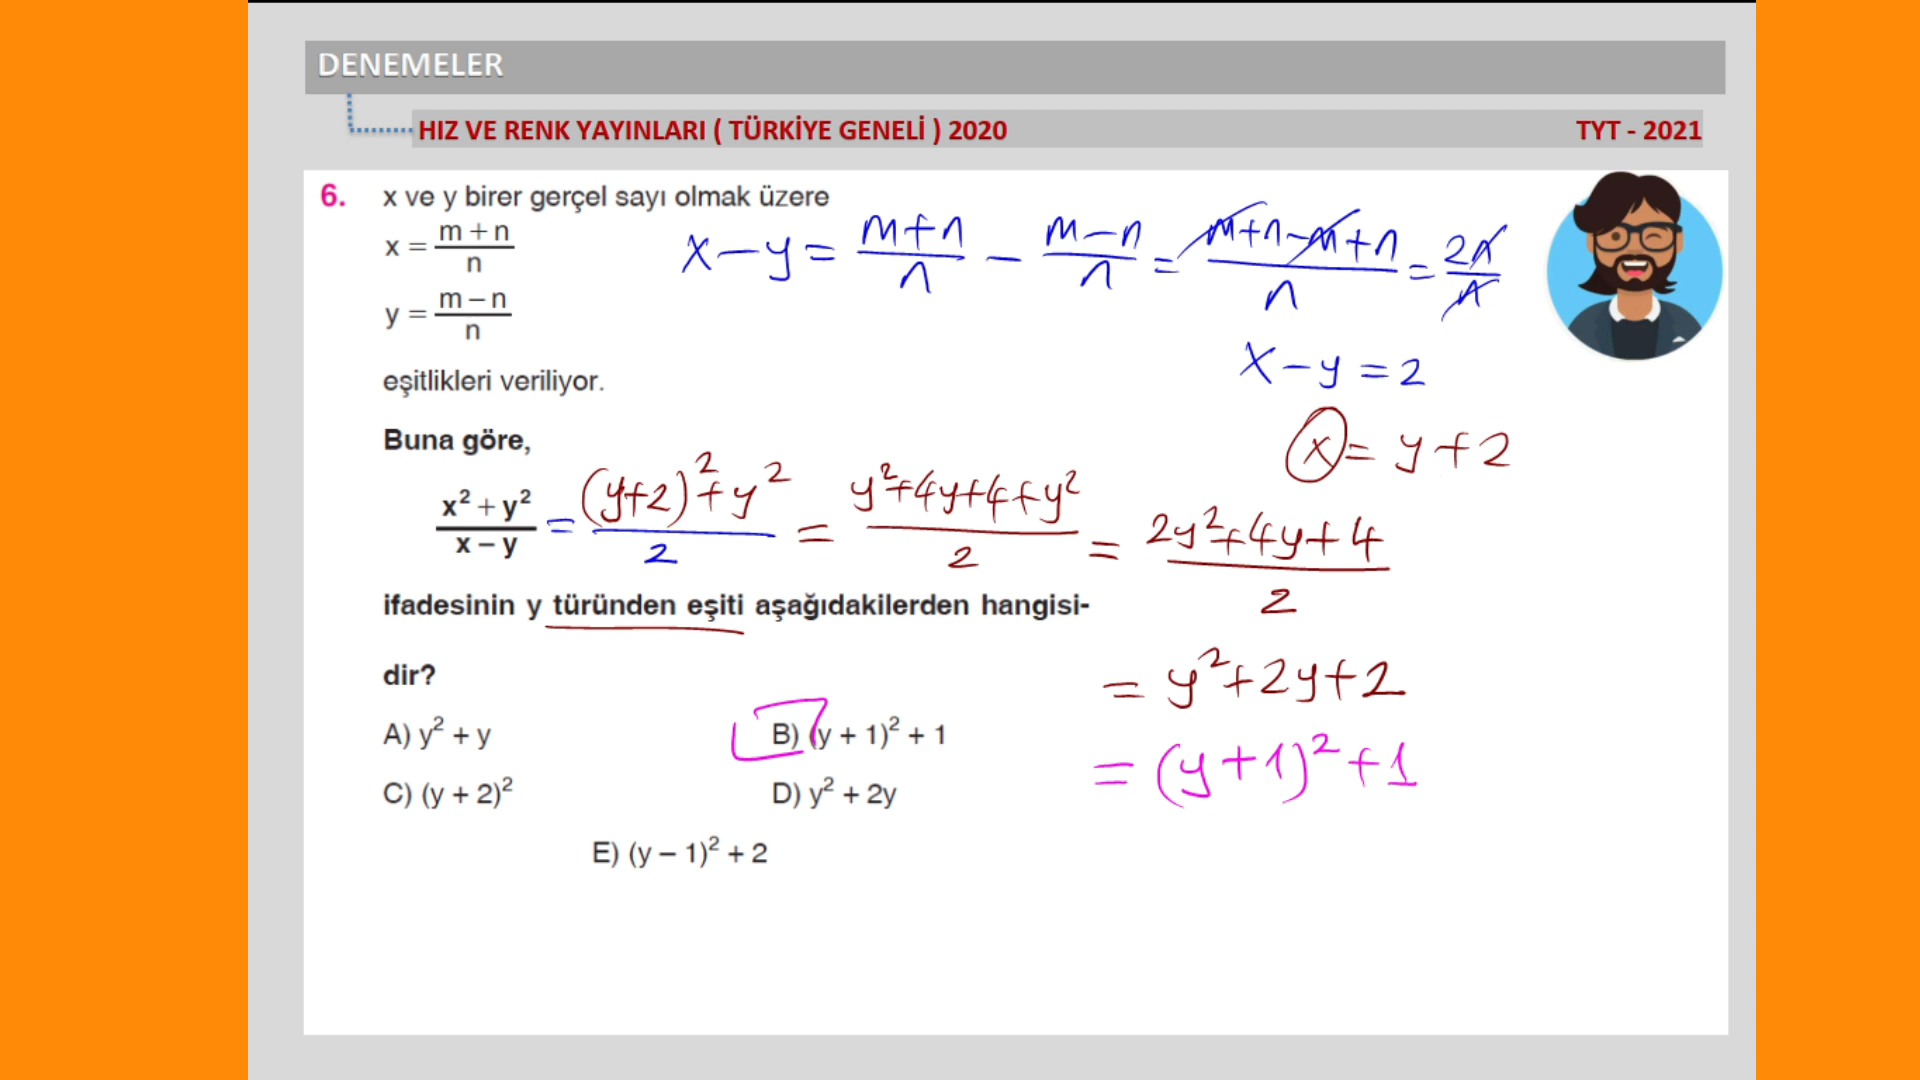 DENEMELER
HIZ VE RENK YAYINLARI ( TÜRKİYE GENELİ ) 2020 TYT - 2021
6. x ve y birer gerçel sayı olmak üzere
x = (m + n)/n
y = (m – n)/n
x – y = (m+n)/n – (m–n)/n = (m+n–m+n)/n = 2n/n
eşitlikleri veriliyor.
x – y = 2
x = y + 2
Buna göre,
(x² + y²)/(x – y) = ((y+2)² + y²)/2 = (y²+4y+4+y²)/2 = (2y²+4y+4)/2
ifadesinin y türünden eşiti aşağıdakilerden hangisi-
dir?
= y²+2y+2
= (y+1)²+1
A) y² + y B) (y + 1)² + 1
C) (y + 2)² D) y² + 2y
E) (y – 1)² + 2